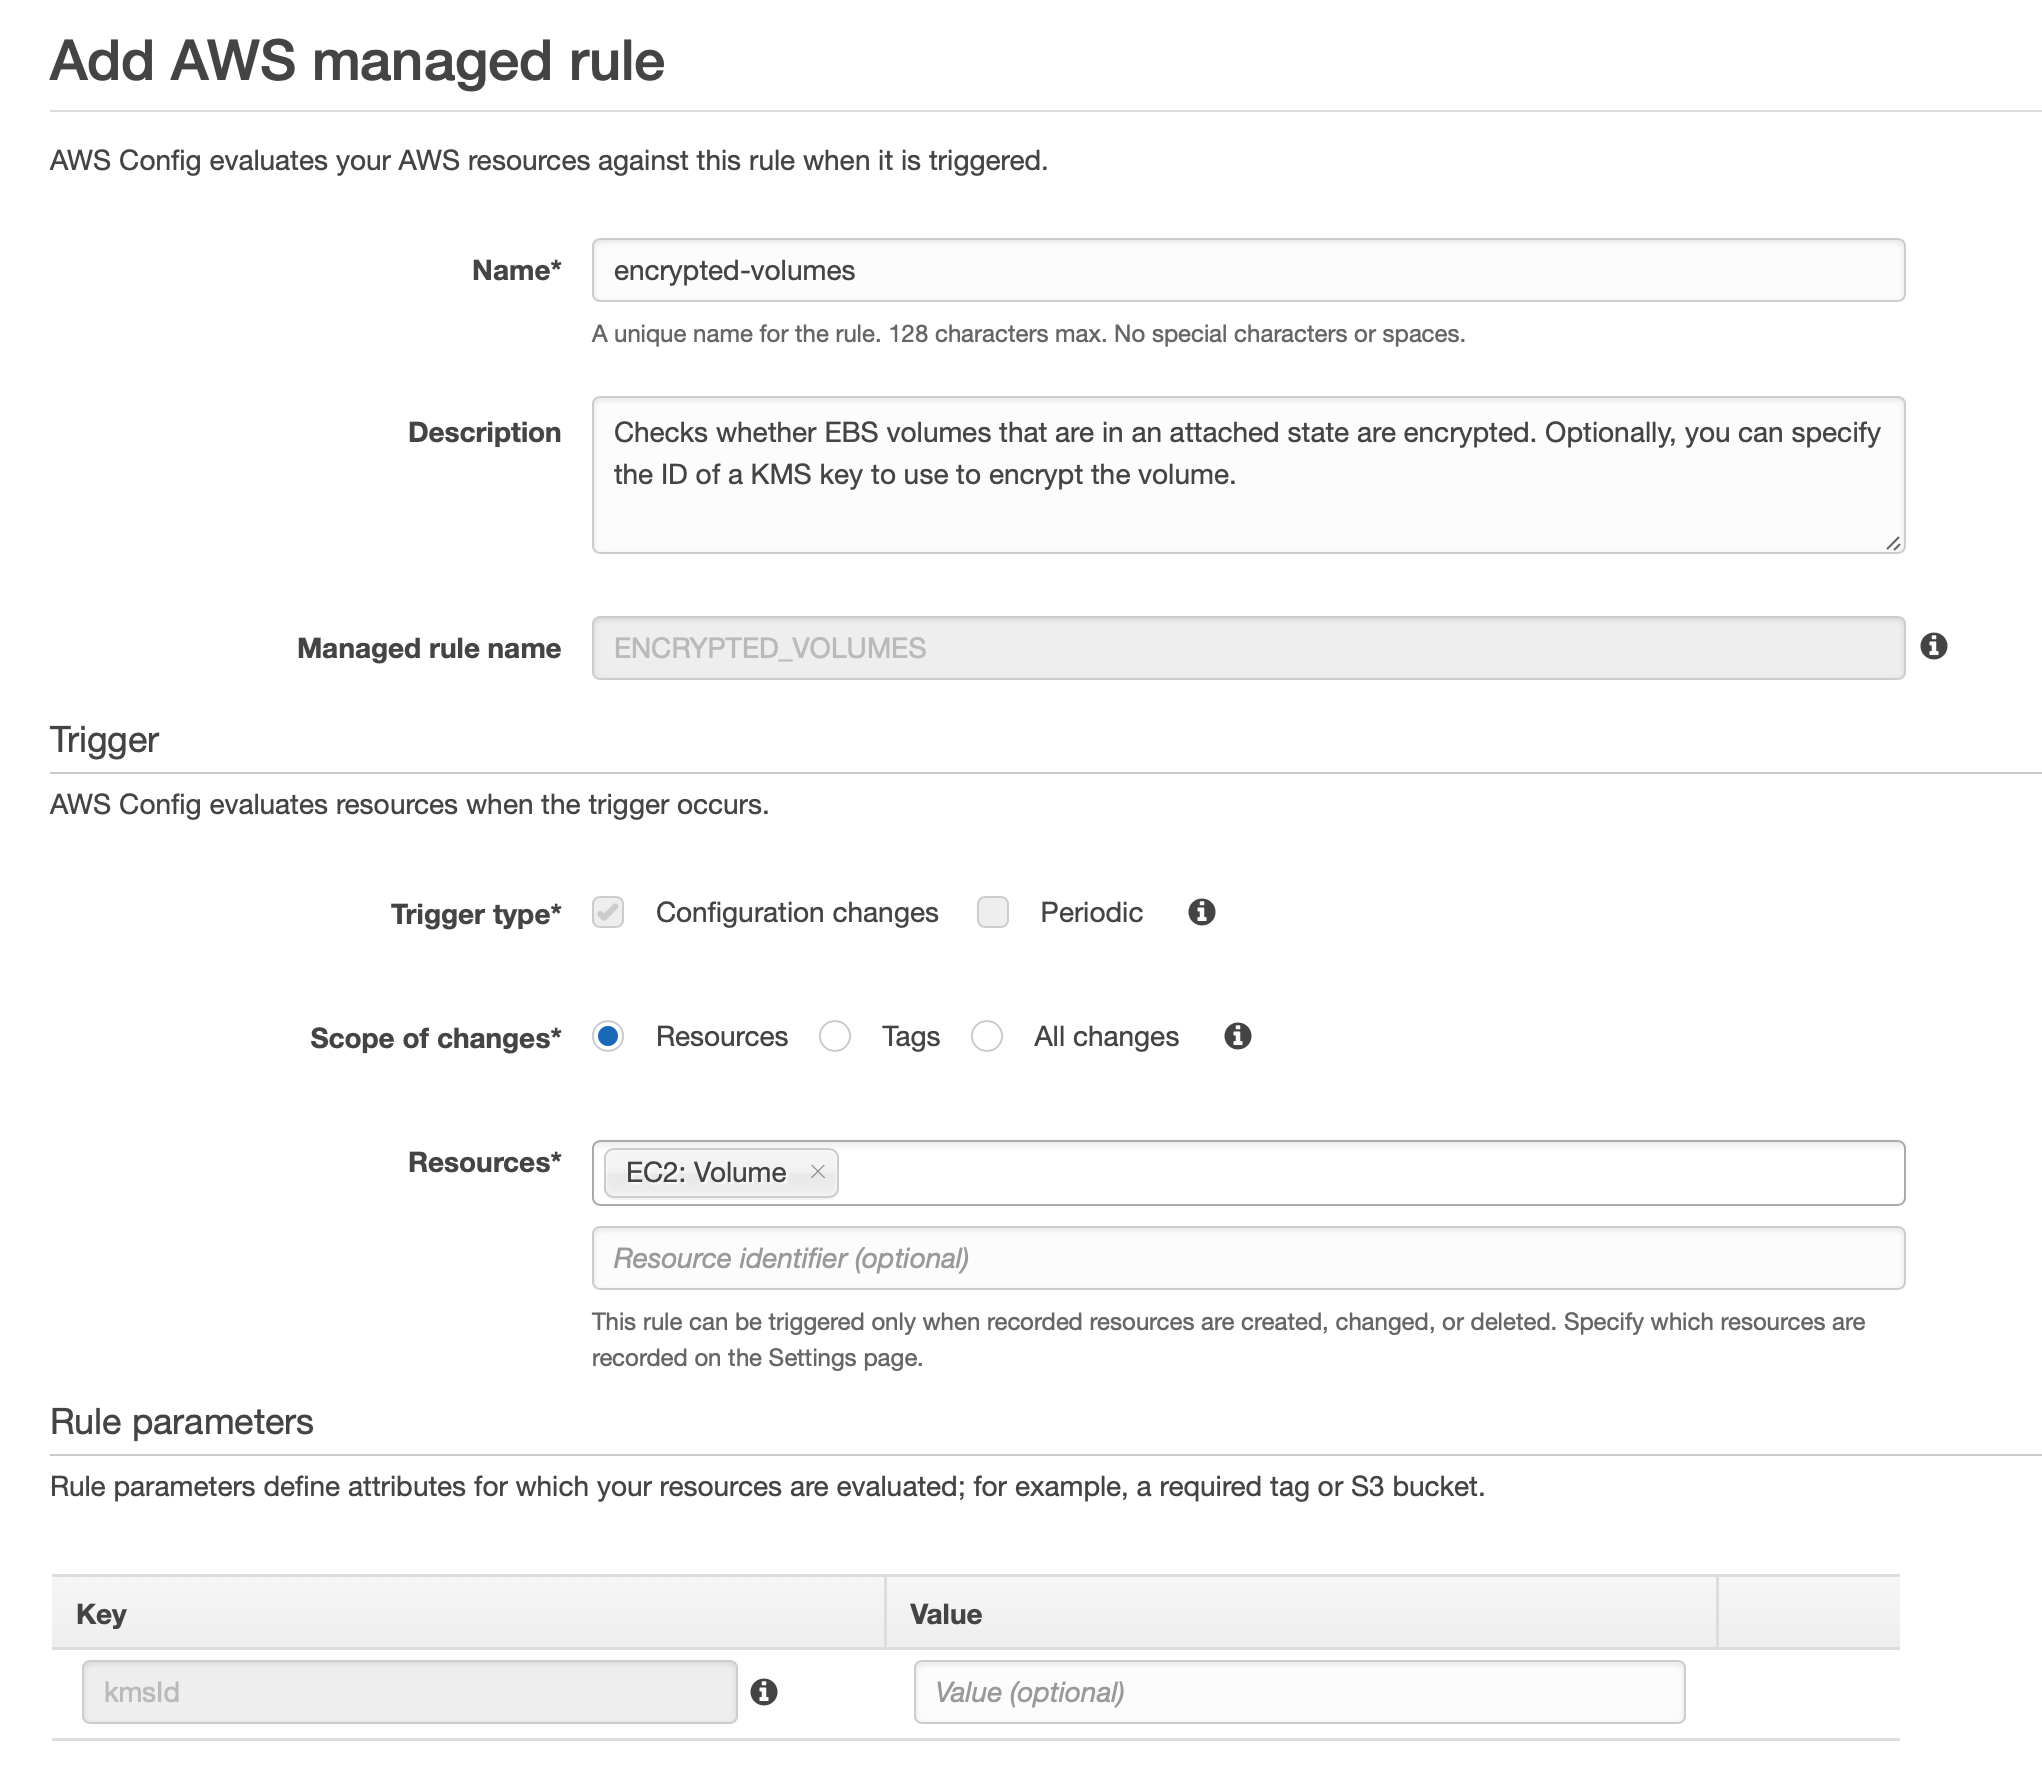 Add AWS managed rule
AWS Config evaluates your AWS resources against this rule when it is triggered.
Name*
encrypted-volumes
A unique name for the rule. 128 characters max. No special characters or spaces.
Description
Checks whether EBS volumes that are in an attached state are encrypted. Optionally, you can specify
the ID of a KMS key to use to encrypt the volume.
Managed rule name
ENCRYPTED_VOLUMES
Trigger
AWS Config evaluates resources when the trigger occurs.
Trigger type* Configuration changes Periodic
Scope of changes* Resources Tags All changes
Resources*
EC2: Volume ×
Resource identifier (optional)
This rule can be triggered only when recorded resources are created, changed, or deleted. Specify which resources are
recorded on the Settings page.
Rule parameters
Rule parameters define attributes for which your resources are evaluated; for example, a required tag or S3 bucket.
Key Value
kmsId Value (optional)